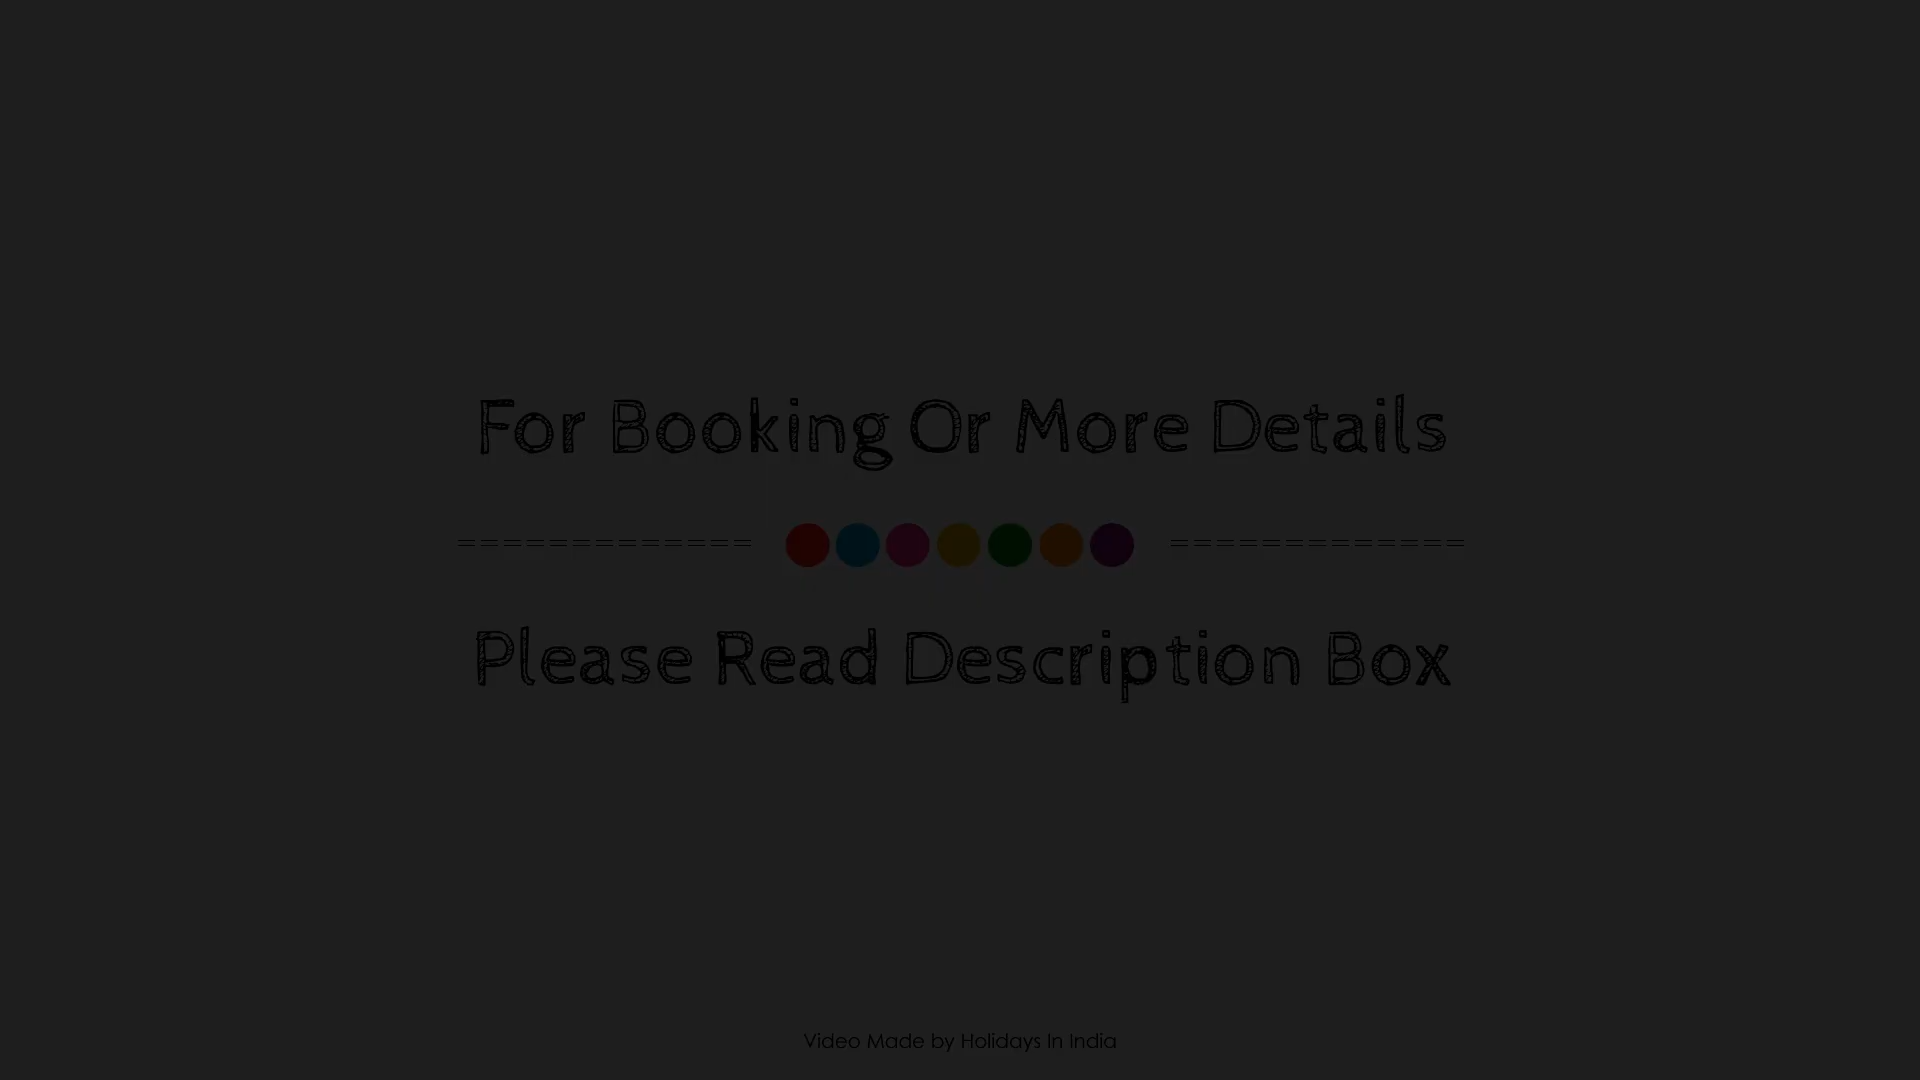 For Booking Or More Details
============= =============
Please Read Description Box
Video Made by Holidays In India